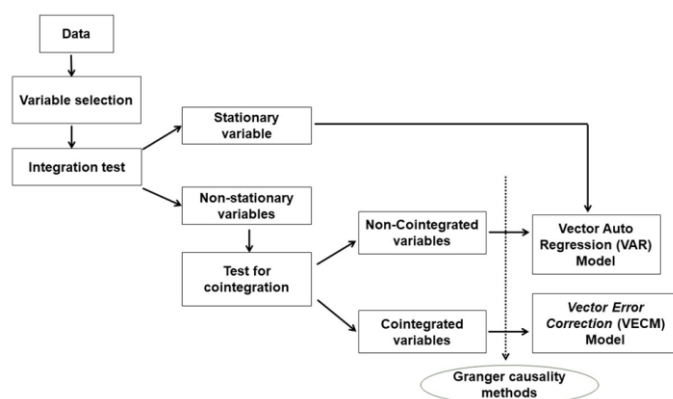 Data
Variable selection
Integration test
Stationary
variable
Non-stationary
variables
Test for
cointegration
Non-Cointegrated
variables
Cointegrated
variables
Vector Auto
Regression (VAR)
Model
Vector Error
Correction (VECM)
Model
Granger causality
methods